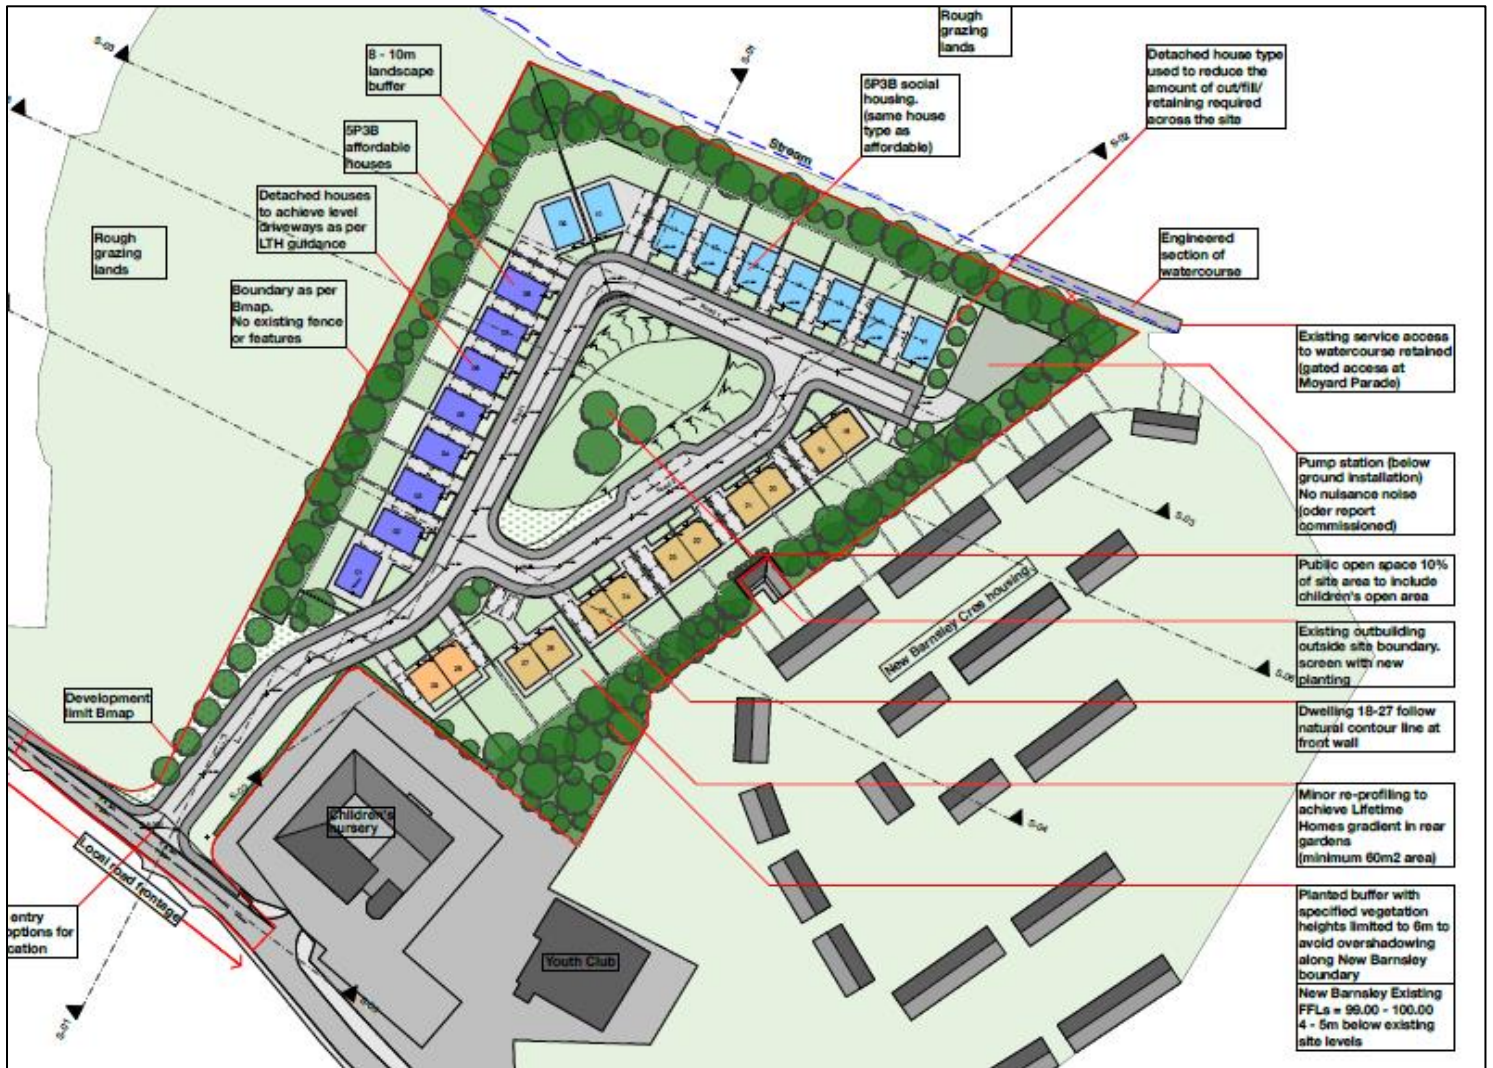 Rough
grazing
lands
8 - 10m
landscape
buffer
5P3B social
housing.
(same house
type as
affordable)
Detached house type
used to reduce the
amount of cut/fill/
retaining required
across the site
S-03
S-01
5P3B
affordable
houses
Stream
S-02
Detached houses
to achieve level
driveways as per
LTH guidance
Rough
grazing
lands
Engineered
section of
watercourse
Boundary as per
Bmap.
No existing fence
or features
Existing service access
to watercourse retained
(gated access at
Moyard Parade)
Pump station (below
ground installation)
No nuisance noise
(oder report
commissioned)
S-03
Public open space 10%
of site area to include
children's open area
New Barnsley Cres housing
Existing outbuilding
outside site boundary.
screen with new
planting
Development
limit Bmap
Dwelling 18-27 follow
natural contour line at
front wall
Minor re-profiling to
achieve Lifetime
Homes gradient in rear
gardens
(minimum 60m2 area)
S-04
Children's
nursery
Local road frontage
Planted buffer with
specified vegetation
heights limited to 6m to
avoid overshadowing
along New Barnsley
boundary
entry
options for
cation
Youth Club
New Barnsley Existing
FFLs = 99.00 - 100.00
4 - 5m below existing
site levels
S-01